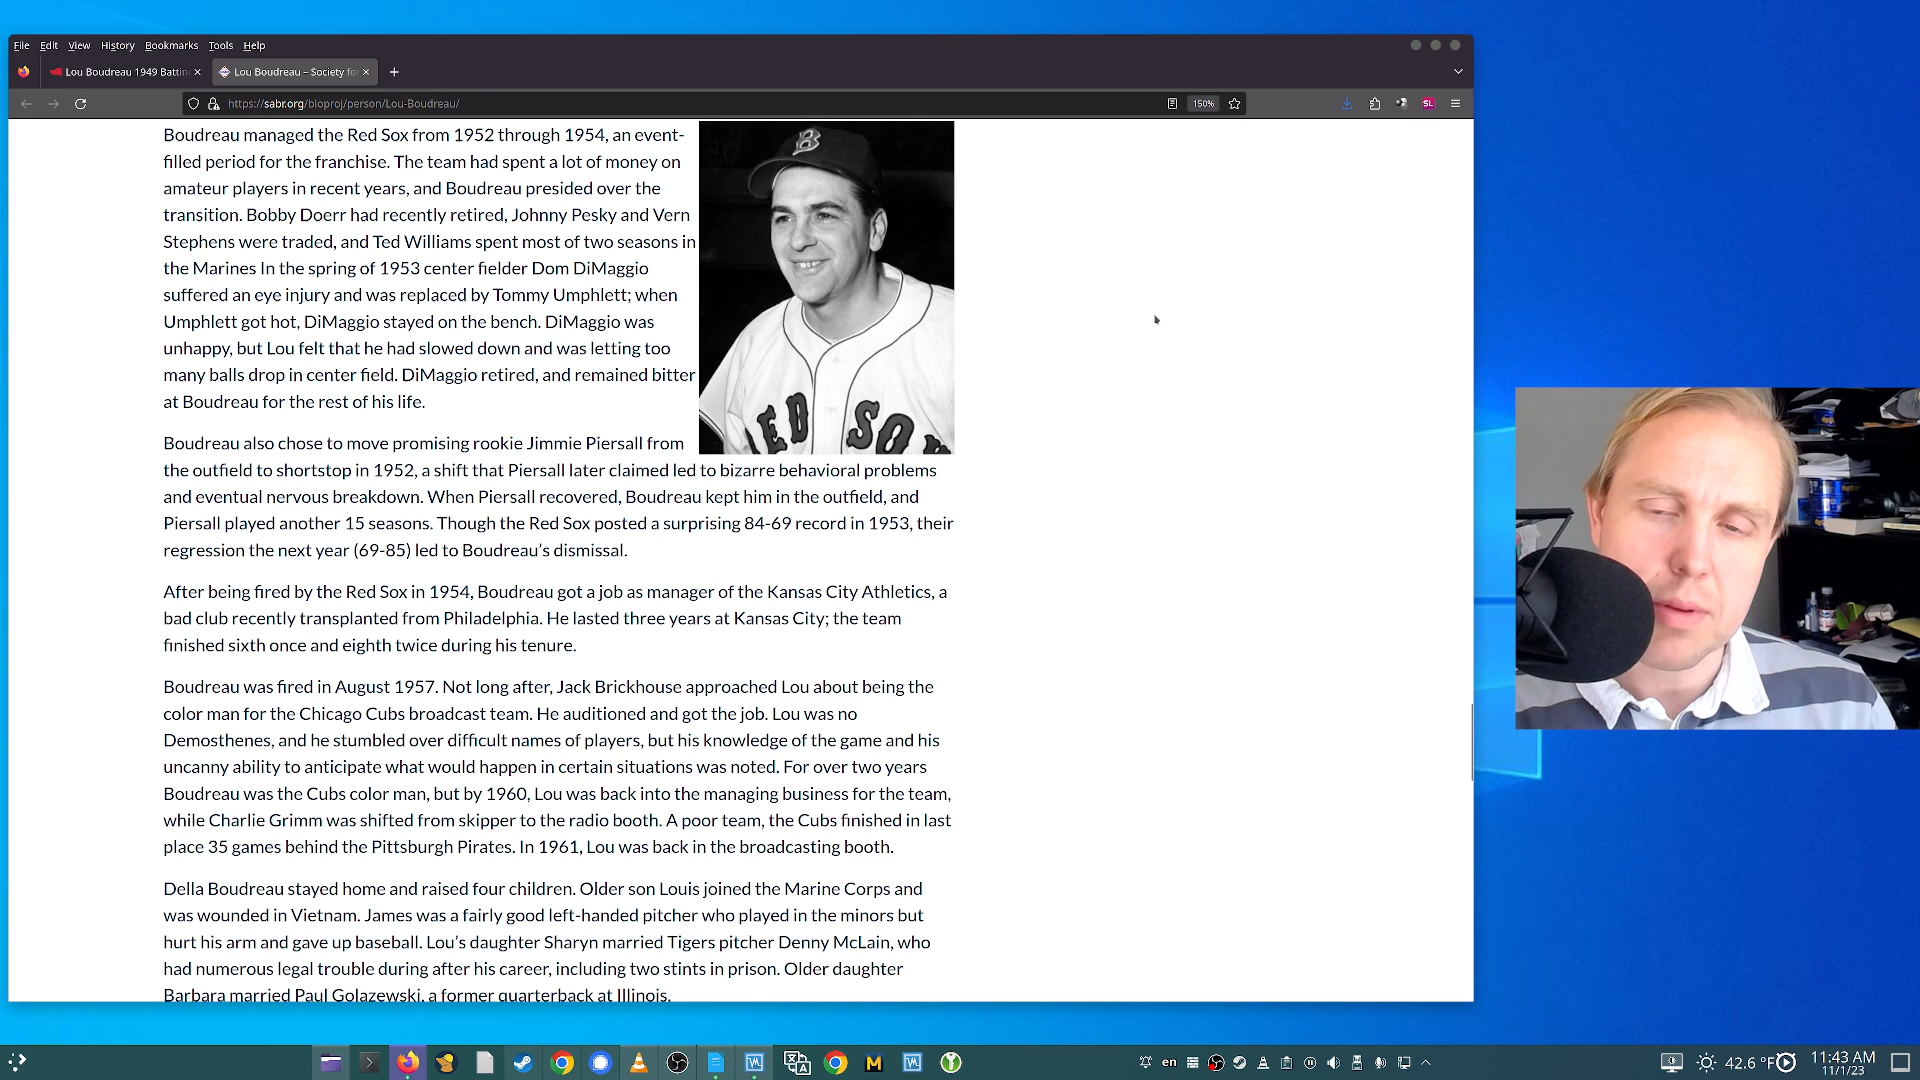 File Edit View History Bookmarks Tools Help
Lou Boudreau 1949 Battin
Lou Boudreau – Society for
https://sabr.org/bioproj/person/Lou-Boudreau/
150%
SL
Boudreau managed the Red Sox from 1952 through 1954, an event-
filled period for the franchise. The team had spent a lot of money on
amateur players in recent years, and Boudreau presided over the
transition. Bobby Doerr had recently retired, Johnny Pesky and Vern
Stephens were traded, and Ted Williams spent most of two seasons in
the Marines In the spring of 1953 center fielder Dom DiMaggio
suffered an eye injury and was replaced by Tommy Umphlett; when
Umphlett got hot, DiMaggio stayed on the bench. DiMaggio was
unhappy, but Lou felt that he had slowed down and was letting too
many balls drop in center field. DiMaggio retired, and remained bitter
at Boudreau for the rest of his life.
B
RED SOX
Boudreau also chose to move promising rookie Jimmie Piersall from
the outfield to shortstop in 1952, a shift that Piersall later claimed led to bizarre behavioral problems
and eventual nervous breakdown. When Piersall recovered, Boudreau kept him in the outfield, and
Piersall played another 15 seasons. Though the Red Sox posted a surprising 84-69 record in 1953, their
regression the next year (69-85) led to Boudreau's dismissal.
After being fired by the Red Sox in 1954, Boudreau got a job as manager of the Kansas City Athletics, a
bad club recently transplanted from Philadelphia. He lasted three years at Kansas City; the team
finished sixth once and eighth twice during his tenure.
Boudreau was fired in August 1957. Not long after, Jack Brickhouse approached Lou about being the
color man for the Chicago Cubs broadcast team. He auditioned and got the job. Lou was no
Demosthenes, and he stumbled over difficult names of players, but his knowledge of the game and his
uncanny ability to anticipate what would happen in certain situations was noted. For over two years
Boudreau was the Cubs color man, but by 1960, Lou was back into the managing business for the team,
while Charlie Grimm was shifted from skipper to the radio booth. A poor team, the Cubs finished in last
place 35 games behind the Pittsburgh Pirates. In 1961, Lou was back in the broadcasting booth.
Della Boudreau stayed home and raised four children. Older son Louis joined the Marine Corps and
was wounded in Vietnam. James was a fairly good left-handed pitcher who played in the minors but
hurt his arm and gave up baseball. Lou's daughter Sharyn married Tigers pitcher Denny McLain, who
had numerous legal trouble during after his career, including two stints in prison. Older daughter
Barbara married Paul Golazewski, a former quarterback at Illinois.
en
42.6 °F
11:43 AM
11/1/23